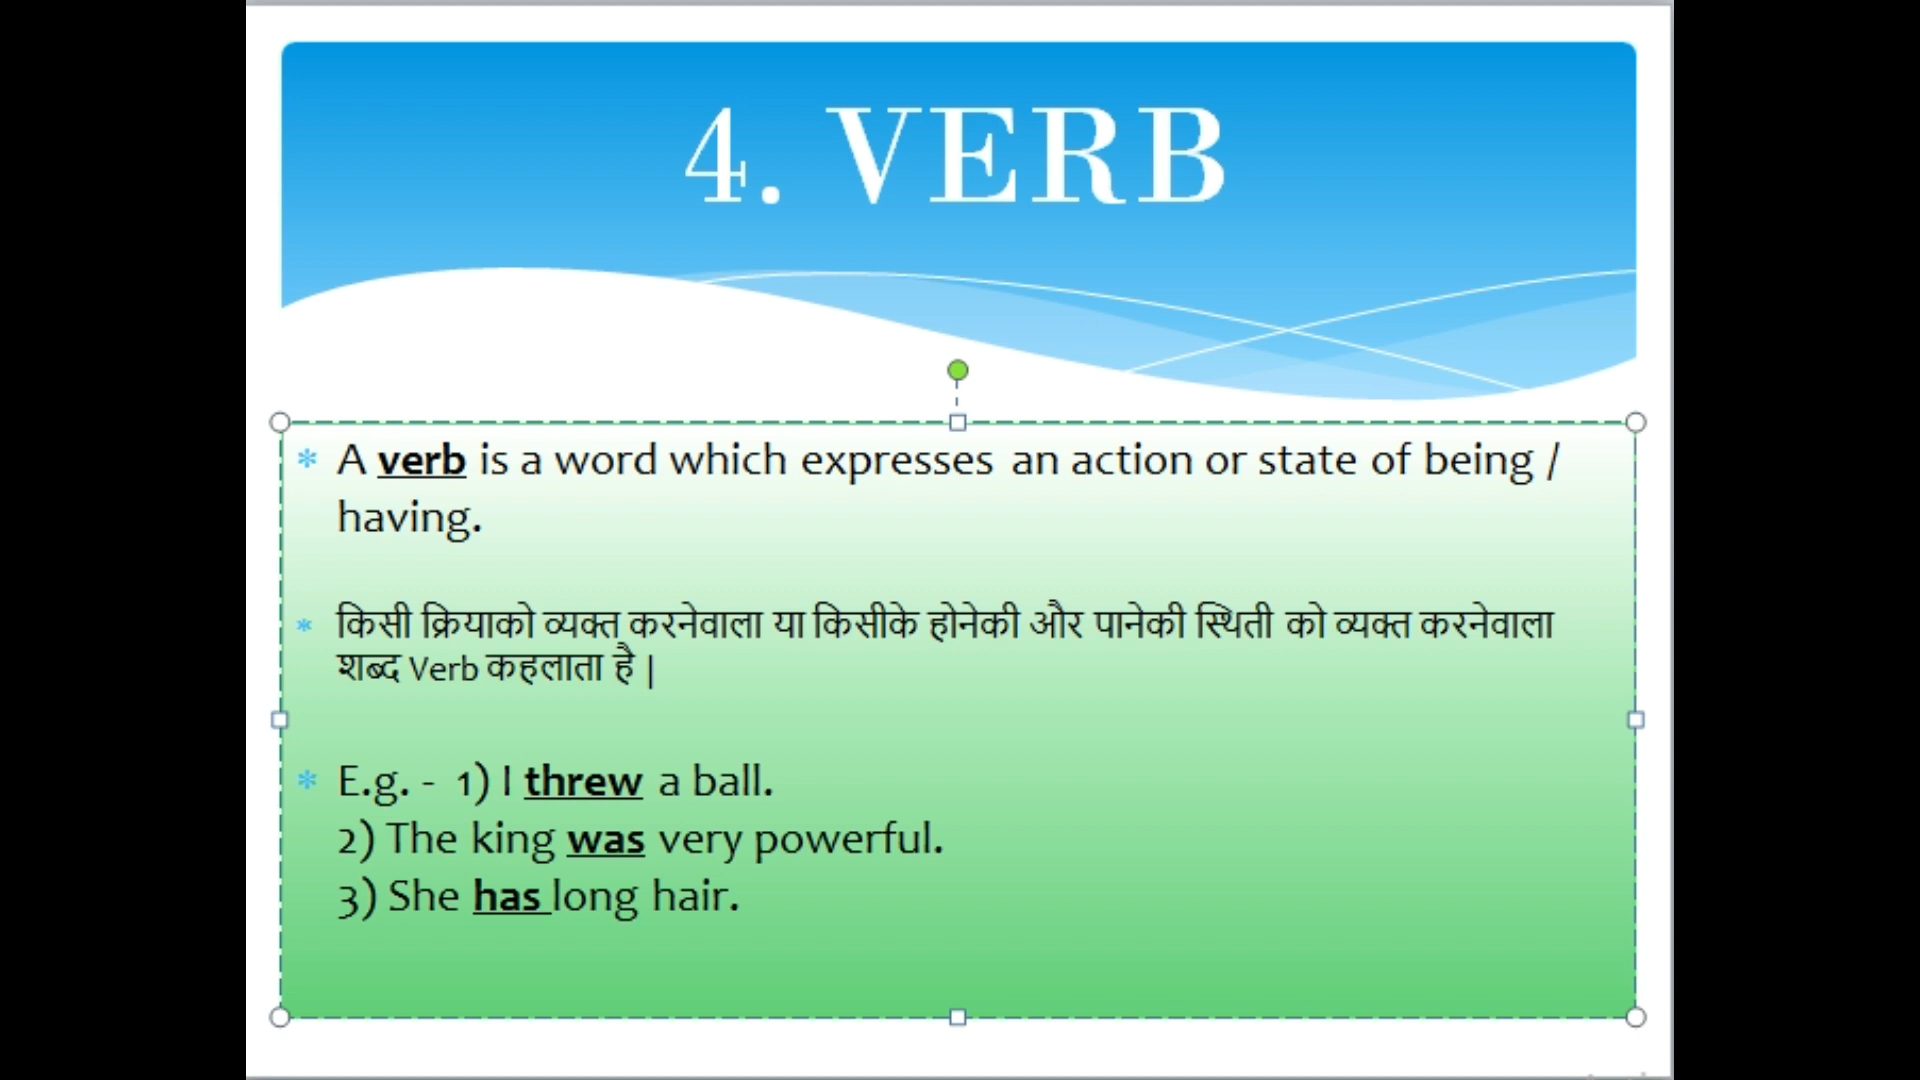 4. VERB
* A verb is a word which expresses an action or state of being /
having.
* किसी क्रियाको व्यक्त करनेवाला या किसीके होनेकी और पानेकी स्थिती को व्यक्त करनेवाला
शब्द Verb कहलाता है |
* E.g. - 1) I threw a ball.
2) The king was very powerful.
3) She has long hair.